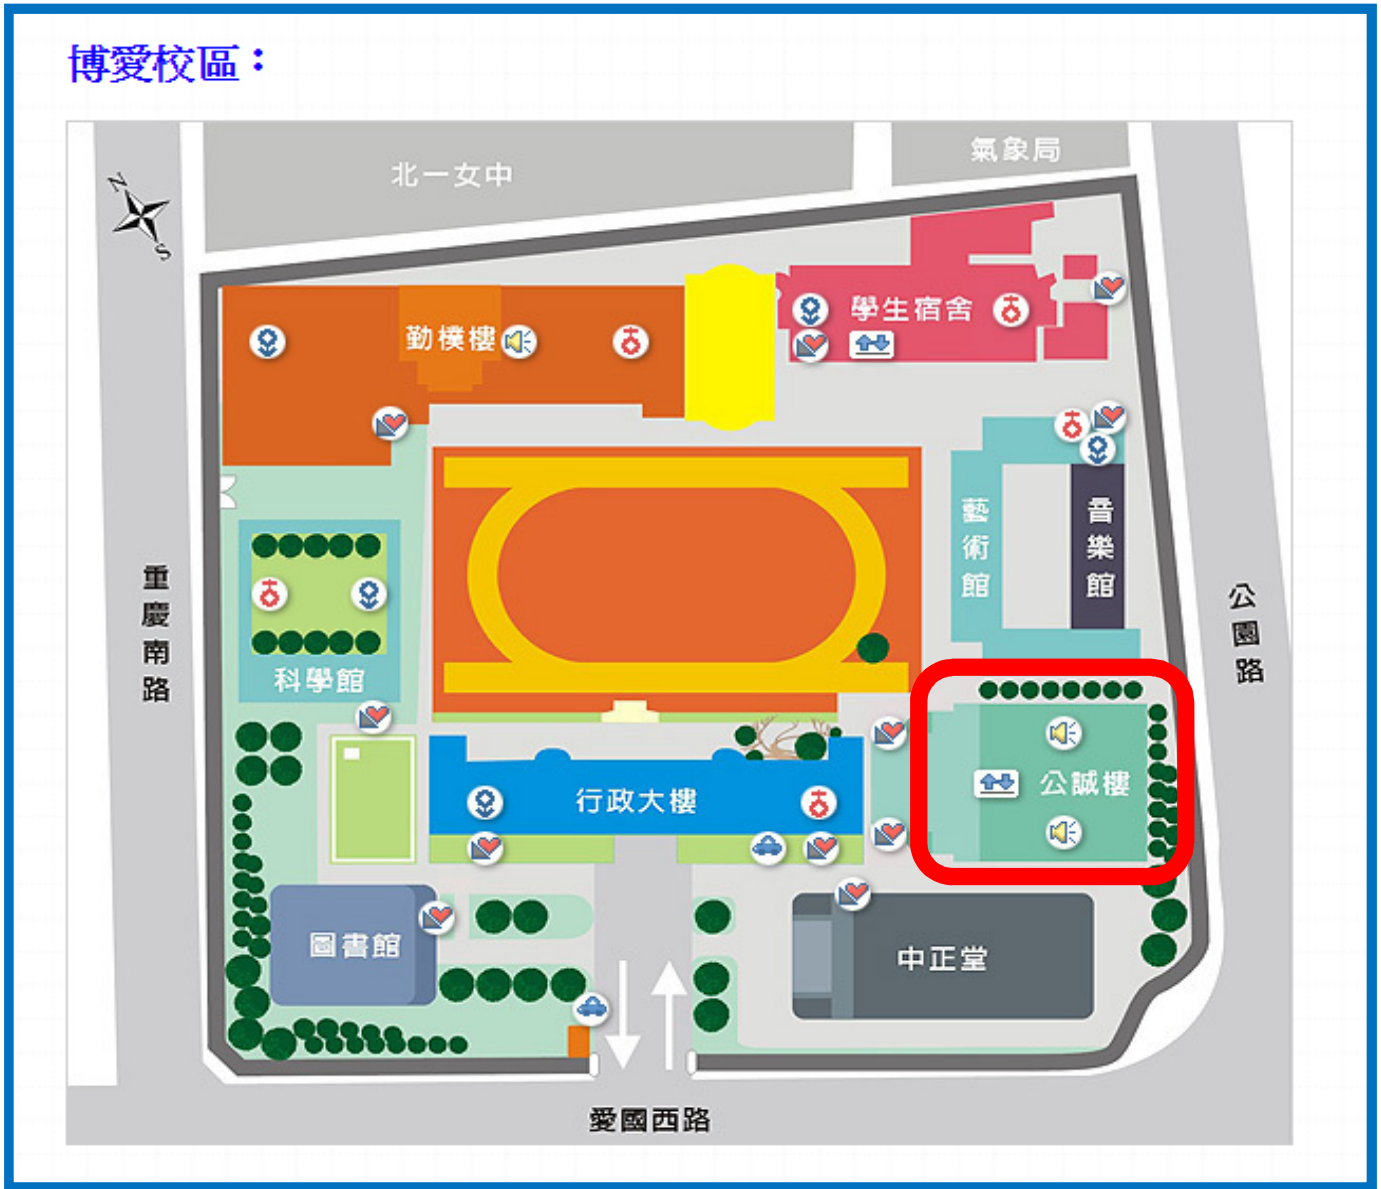 博愛校區：
北一女中
氣象局
N
S
勤樸樓
學生宿舍
藝術館
音樂館
重慶南路
公園路
科學館
行政大樓
公誠樓
圖書館
中正堂
愛國西路